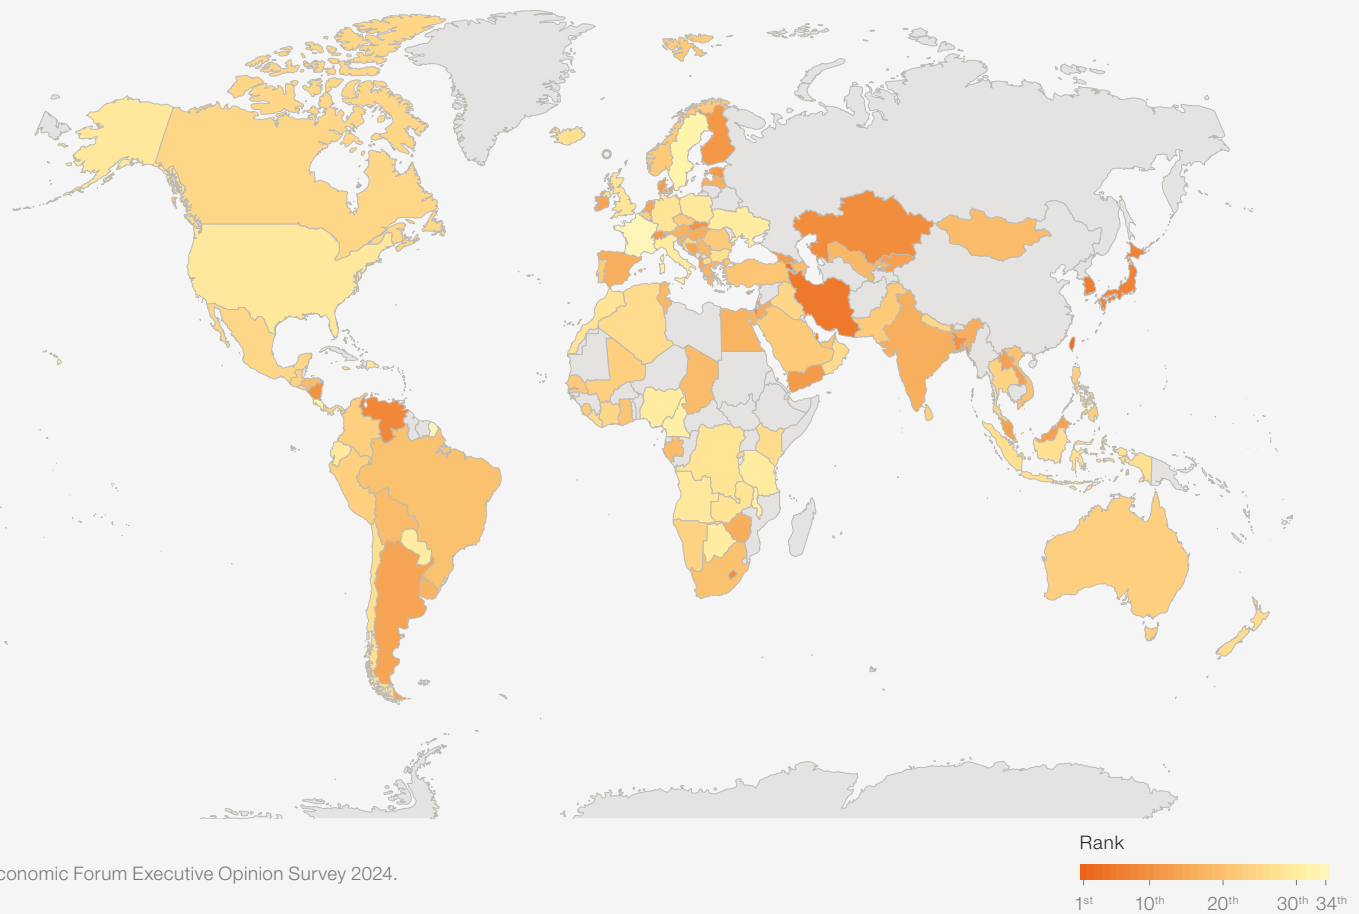 Rank
conomic Forum Executive Opinion Survey 2024.
1st 10th 20th 30th 34th